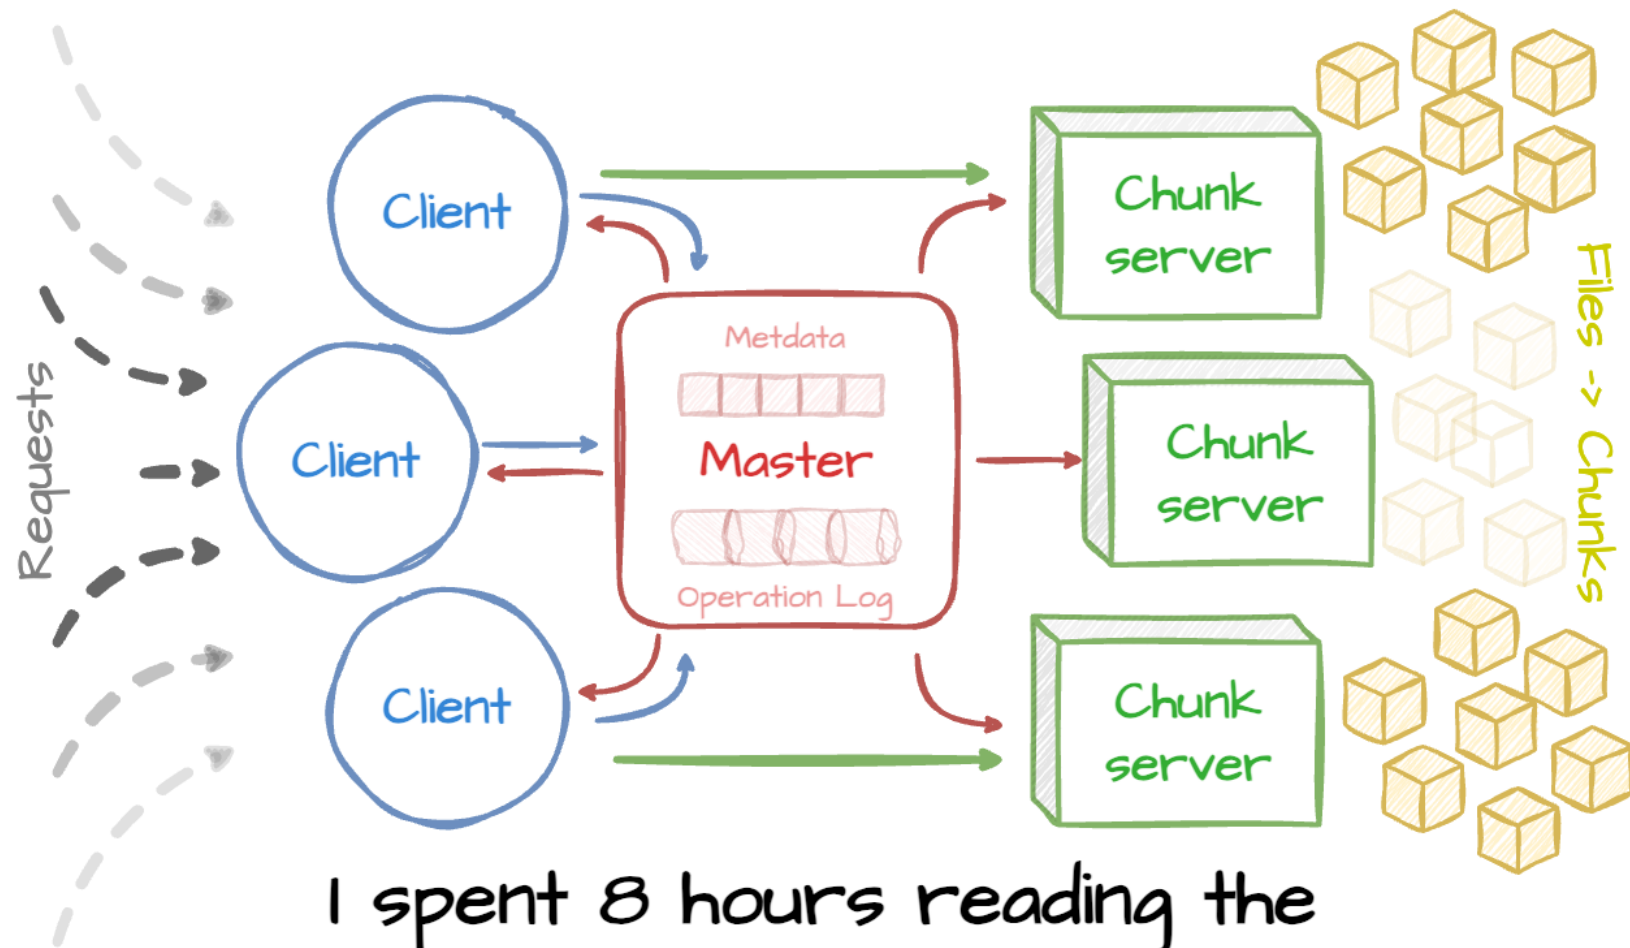 Requests
Client
Client
Client
Metdata
Master
Operation Log
Chunk
server
Chunk
server
Chunk
server
Files -> Chunks
I spent 8 hours reading the